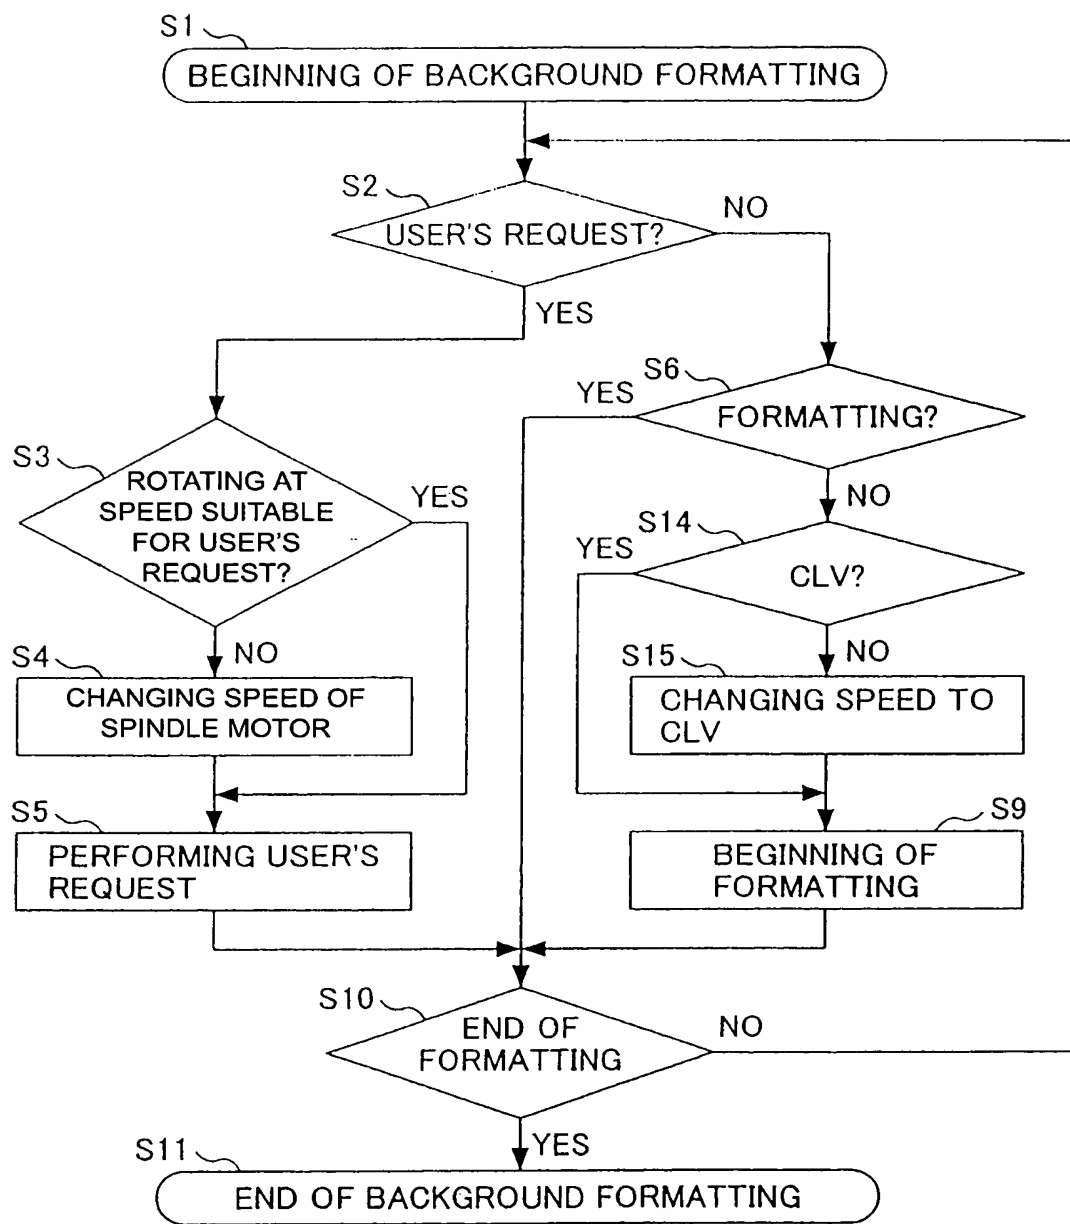 S1
BEGINNING OF BACKGROUND FORMATTING
S2
USER'S REQUEST?
NO
YES
S6
YES
FORMATTING?
NO
S3
ROTATING AT
SPEED SUITABLE
FOR USER'S
REQUEST?
YES
S14
YES
CLV?
NO
S4
NO
CHANGING SPEED OF
SPINDLE MOTOR
S15
CHANGING SPEED TO
CLV
S5
PERFORMING USER'S
REQUEST
S9
BEGINNING OF
FORMATTING
S10
END OF
FORMATTING
NO
YES
S11
END OF BACKGROUND FORMATTING